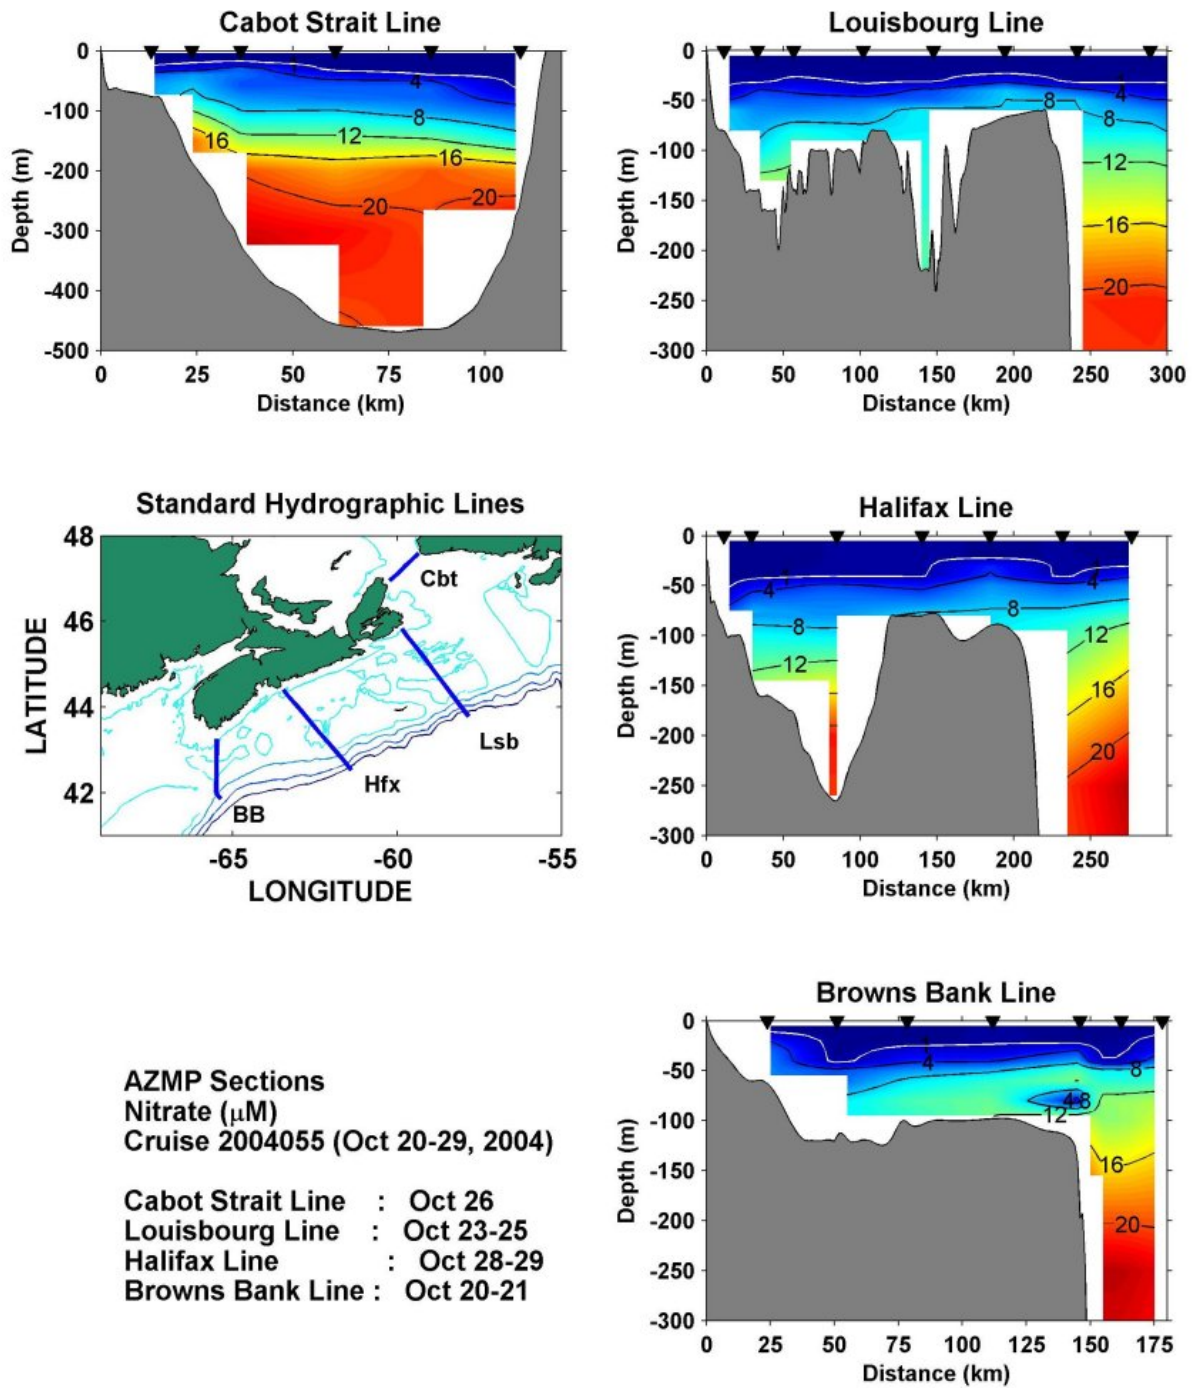 Cabot Strait Line
0
-100
-200
-300
-400
-500
Depth (m)
4
8
12
16
16
20
20
0 25 50 75 100
Distance (km)
Louisbourg Line
0
-50
-100
-150
-200
-250
-300
Depth (m)
4
8
8
12
16
20
0 50 100 150 200 250 300
Distance (km)
Standard Hydrographic Lines
48
46
44
42
LATITUDE
Cbt
Lsb
Hfx
BB
-65 -60 -55
LONGITUDE
Halifax Line
0
-50
-100
-150
-200
-250
-300
Depth (m)
1
4
4
8
8
12
12
16
20
0 50 100 150 200 250
Distance (km)
AZMP Sections
Nitrate (μM)
Cruise 2004055 (Oct 20-29, 2004)
Cabot Strait Line : Oct 26
Louisbourg Line : Oct 23-25
Halifax Line : Oct 28-29
Browns Bank Line : Oct 20-21
Browns Bank Line
0
-50
-100
-150
-200
-250
-300
Depth (m)
1
4
8
4 8
12
16
20
0 25 50 75 100 125 150 175
Distance (km)